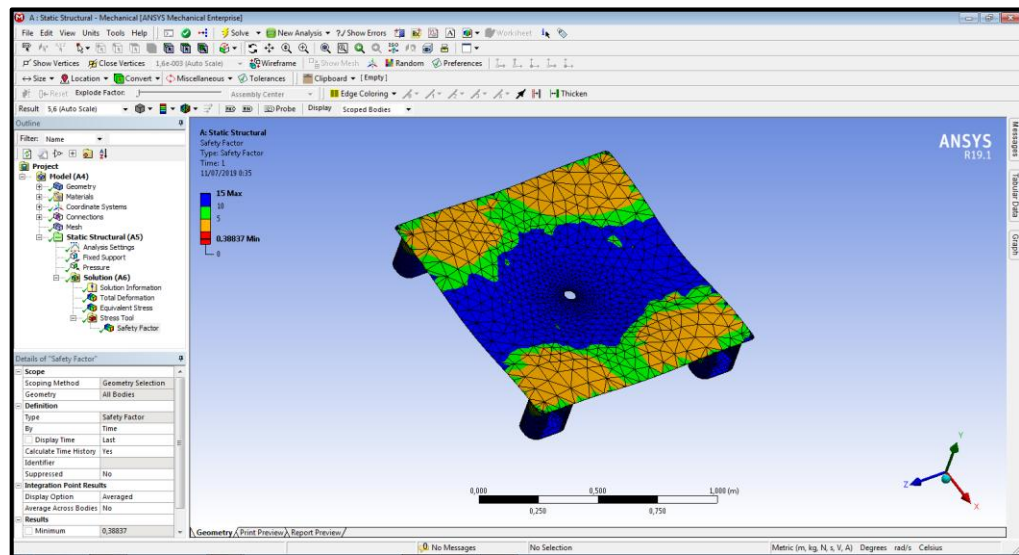 A : Static Structural - Mechanical [ANSYS Mechanical Enterprise]
File Edit View Units Tools Help Solve New Analysis ?/ Show Errors Worksheet
Show Vertices Close Vertices 1,6e-003 (Auto Scale) Wireframe Show Mesh Random Preferences
Size Location Convert Miscellaneous Tolerances Clipboard [Empty]
Reset Explode Factor: Assembly Center Edge Coloring Thicken
Result 5,6 (Auto Scale) Probe Display Scoped Bodies
Outline
Filter: Name
Project
Model (A4)
Geometry
Materials
Coordinate Systems
Connections
Mesh
Static Structural (A5)
Analysis Settings
Fixed Support
Pressure
Solution (A6)
Solution Information
Total Deformation
Equivalent Stress
Stress Tool
Safety Factor
Details of "Safety Factor"
Scope
Scoping Method Geometry Selection
Geometry All Bodies
Definition
Type Safety Factor
By Time
Display Time Last
Calculate Time History Yes
Identifier
Suppressed No
Integration Point Results
Display Option Averaged
Average Across Bodies No
Results
Minimum 0,38837
A: Static Structural
Safety Factor
Type: Safety Factor
Time: 1
11/07/2019 0:35
15 Max
10
5
0.38837 Min
0
ANSYS
R19.1
Messages
Tabular Data
Graph
0,000 0,500 1,000 (m)
0,250 0,750
Y
Z
X
Geometry Print Preview Report Preview
No Messages No Selection Metric (m, kg, N, s, V, A) Degrees rad/s Celsius